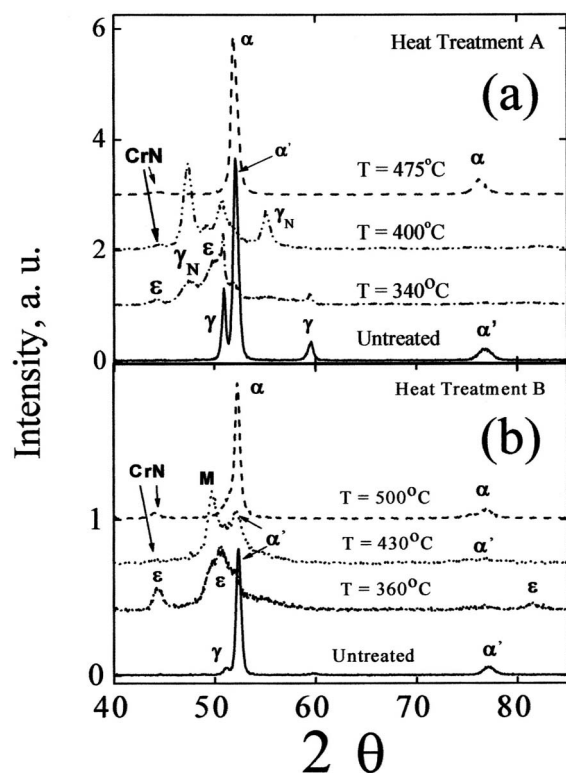 6
α
Heat Treatment A
(a)
CrN
α'
α
T = 475°C
4
γN
T = 400°C
2
γN
ε
ε
T = 340°C
γ
γ
Untreated
α'
0
α
Heat Treatment B
(b)
CrN
M
α
T = 500°C
1
α'
α'
T = 430°C
ε
ε
T = 360°C
ε
γ
Untreated
α'
0
40 50 60 70 80
2 θ
Intensity, a. u.